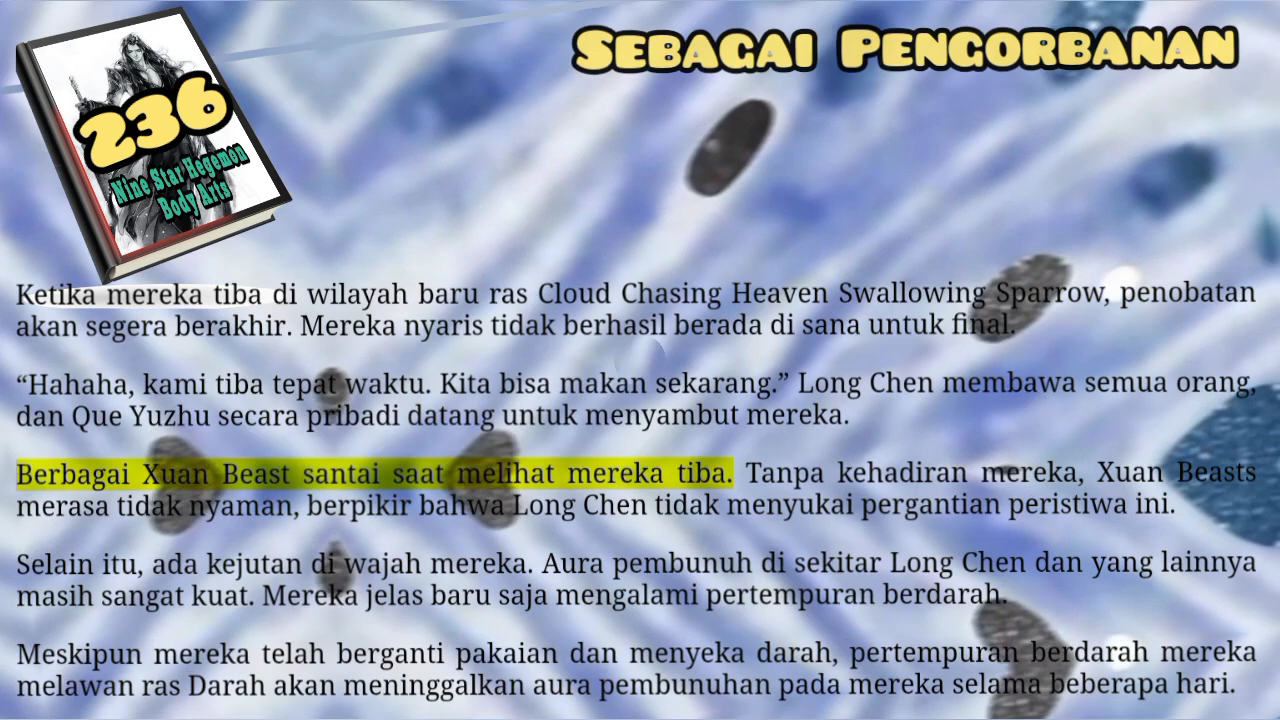 Sebagai Pengorbanan
236
Nine Star Hegemon
Body Arts
Ketika mereka tiba di wilayah baru ras Cloud Chasing Heaven Swallowing Sparrow, penobatan
akan segera berakhir. Mereka nyaris tidak berhasil berada di sana untuk final.
“Hahaha, kami tiba tepat waktu. Kita bisa makan sekarang.” Long Chen membawa semua orang,
dan Que Yuzhu secara pribadi datang untuk menyambut mereka.
Berbagai Xuan Beast santai saat melihat mereka tiba. Tanpa kehadiran mereka, Xuan Beasts
merasa tidak nyaman, berpikir bahwa Long Chen tidak menyukai pergantian peristiwa ini.
Selain itu, ada kejutan di wajah mereka. Aura pembunuh di sekitar Long Chen dan yang lainnya
masih sangat kuat. Mereka jelas baru saja mengalami pertempuran berdarah.
Meskipun mereka telah berganti pakaian dan menyeka darah, pertempuran berdarah mereka
melawan ras Darah akan meninggalkan aura pembunuhan pada mereka selama beberapa hari.